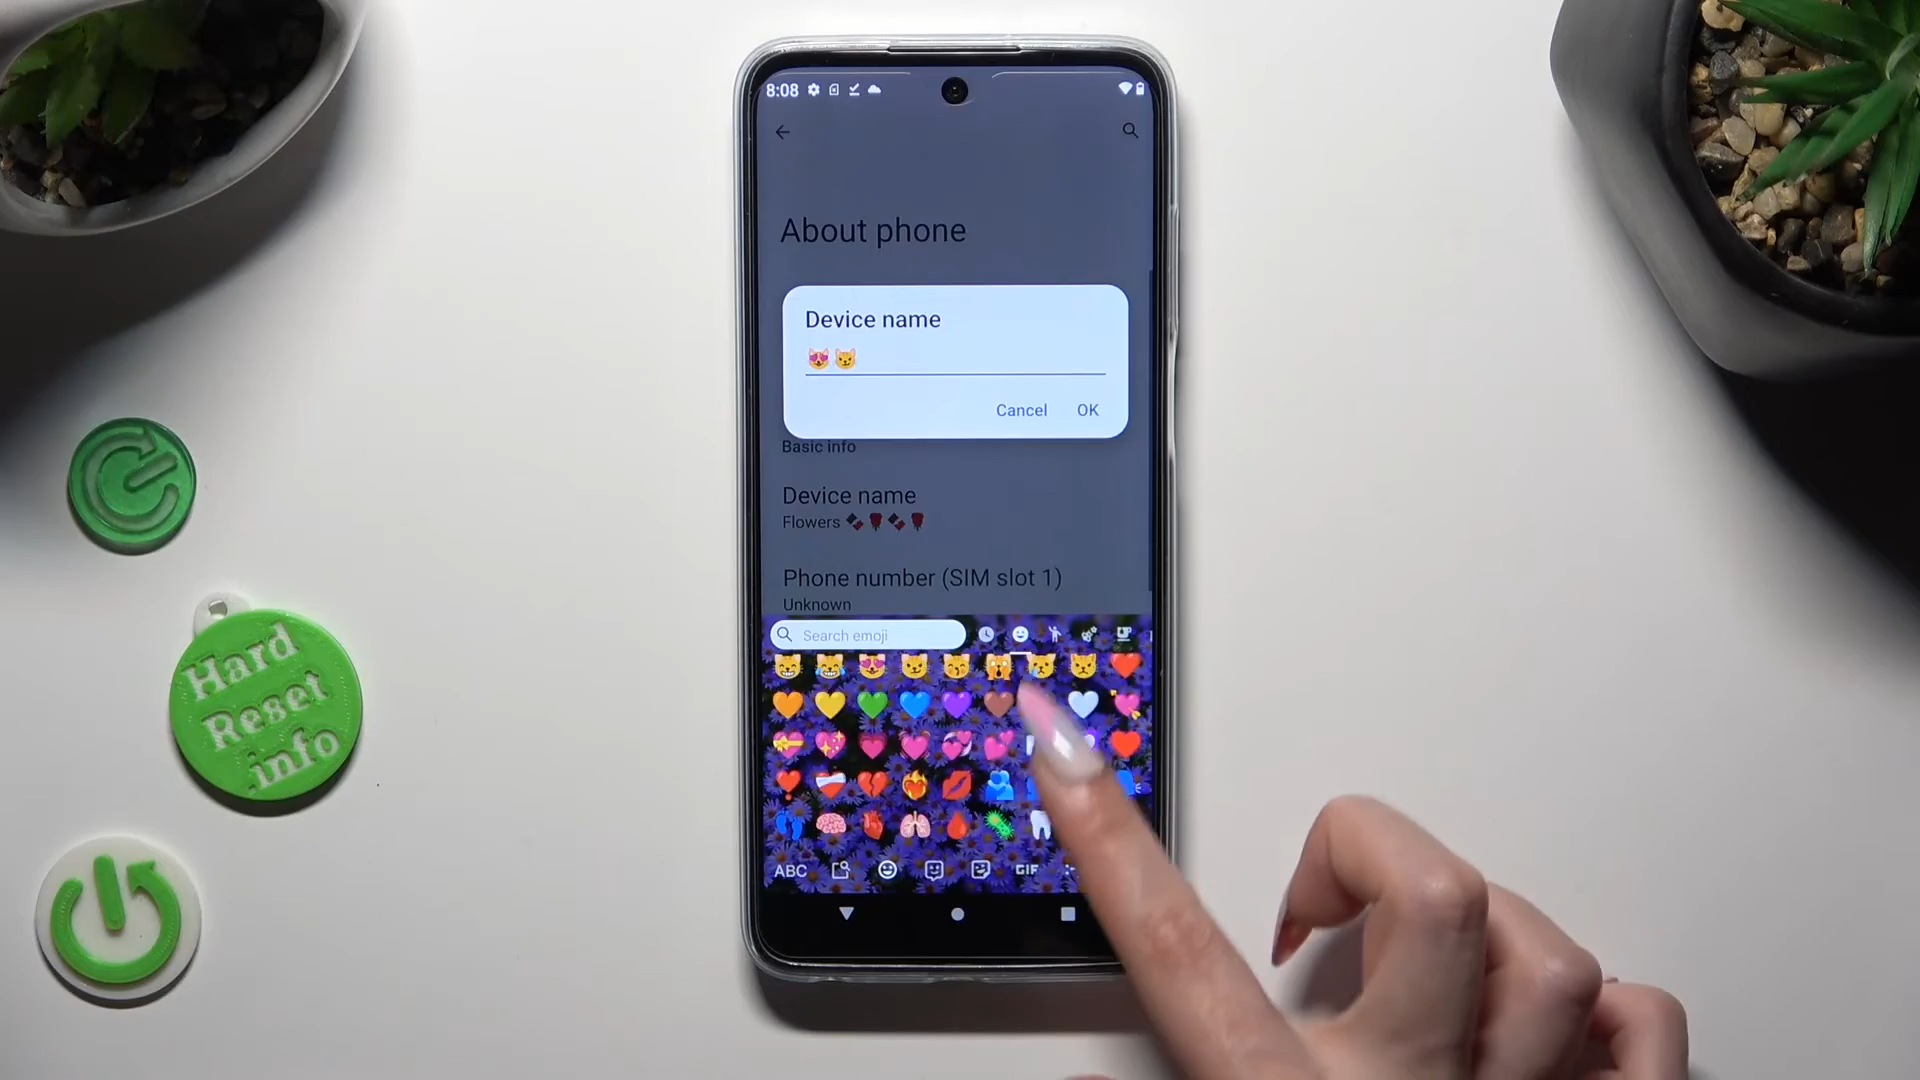 8:08
About phone
Device name
😻😼
Cancel OK
Basic info
Device name
Flowers 🍫🌹🍫🌹
Phone number (SIM slot 1)
Unknown
Search emoji
ABC
GIF
Hard
Reset
info